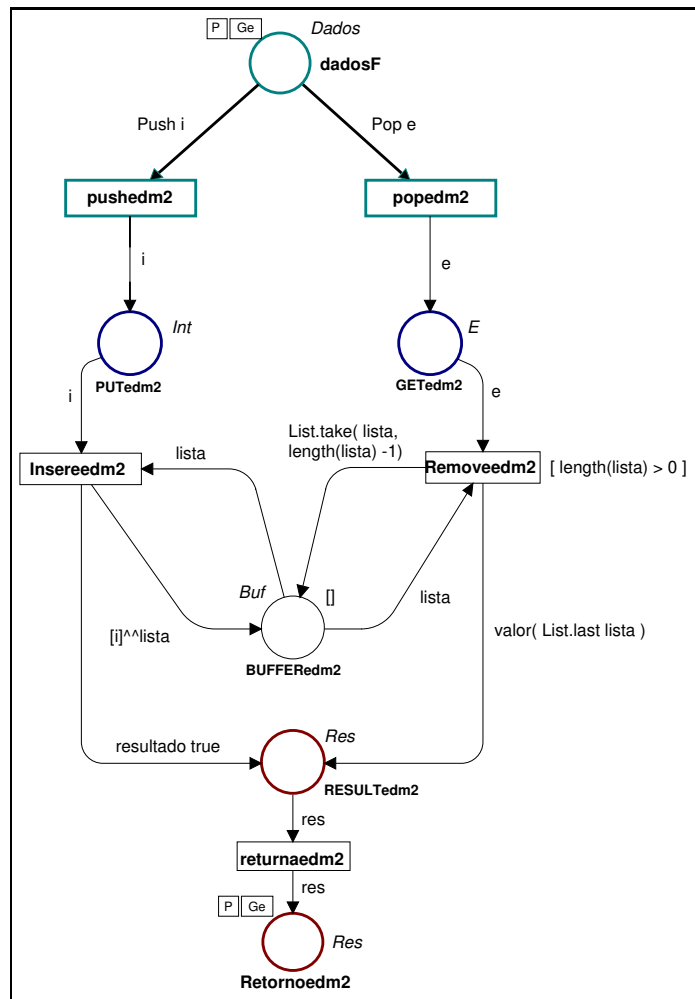 P Ge Dados
dadosF
Push i
Pop e
pushedm2
popedm2
i
e
Int
E
PUTedm2
GETedm2
i
e
List.take( lista,
length(lista) -1)
lista
Insereedm2
Removeedm2
[ length(lista) > 0 ]
Buf
[]
lista
[i]^^lista
valor( List.last lista )
BUFFERedm2
Res
resultado true
RESULTedm2
res
returnaedm2
res
P Ge
Res
Retornoedm2